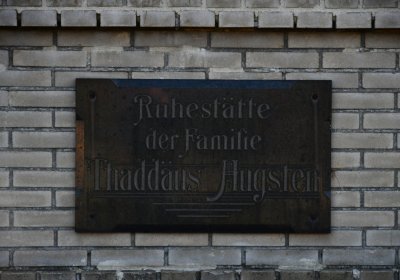 Ruhestätte
der Familie
Thaddäus Augsten